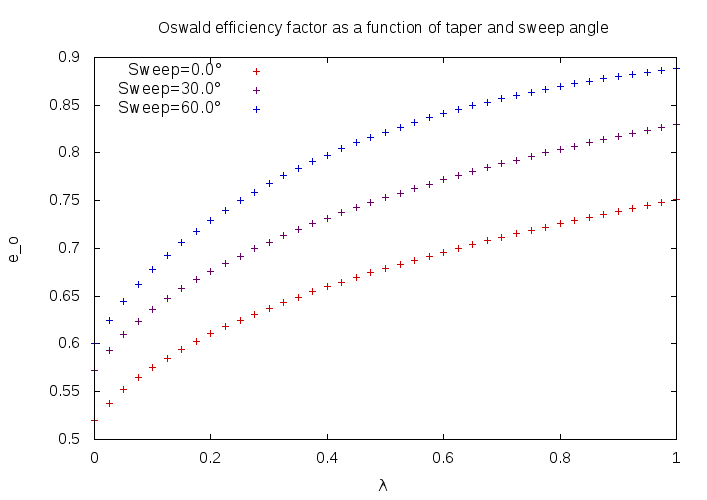 Oswald efficiency factor as a function of taper and sweep angle
0.9
Sweep=0.0°
Sweep=30.0°
Sweep=60.0°
0.85
0.8
0.75
0.7
e_o
0.65
0.6
0.55
0.5
0 0.2 0.4 0.6 0.8 1
λ